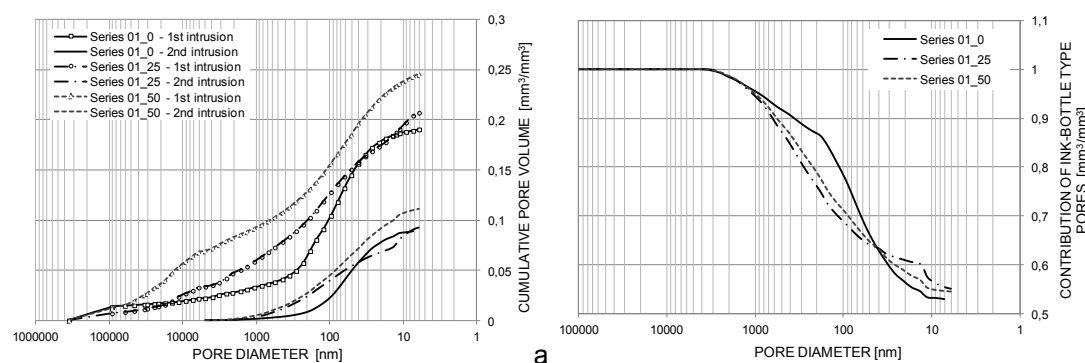 0,3
Series 01_0 - 1st intrusion
Series 01_0 - 2nd intrusion
Series 01_25 - 1st intrusion
Series 01_25 - 2nd intrusion
Series 01_50 - 1st intrusion
Series 01_50 - 2nd intrusion
0,25
0,2
0,15
0,1
0,05
0
CUMULATIVE PORE VOLUME [mm³/mm³]
1000000 100000 10000 1000 100 10 1
PORE DIAMETER [nm]
a
1,1
Series 01_0
Series 01_25
Series 01_50
1
0,9
0,8
0,7
0,6
0,5
CONTRIBUTION OF INK-BOTTLE TYPE
PORES [mm³/mm³]
100000 10000 1000 100 10 1
PORE DIAMETER [nm]